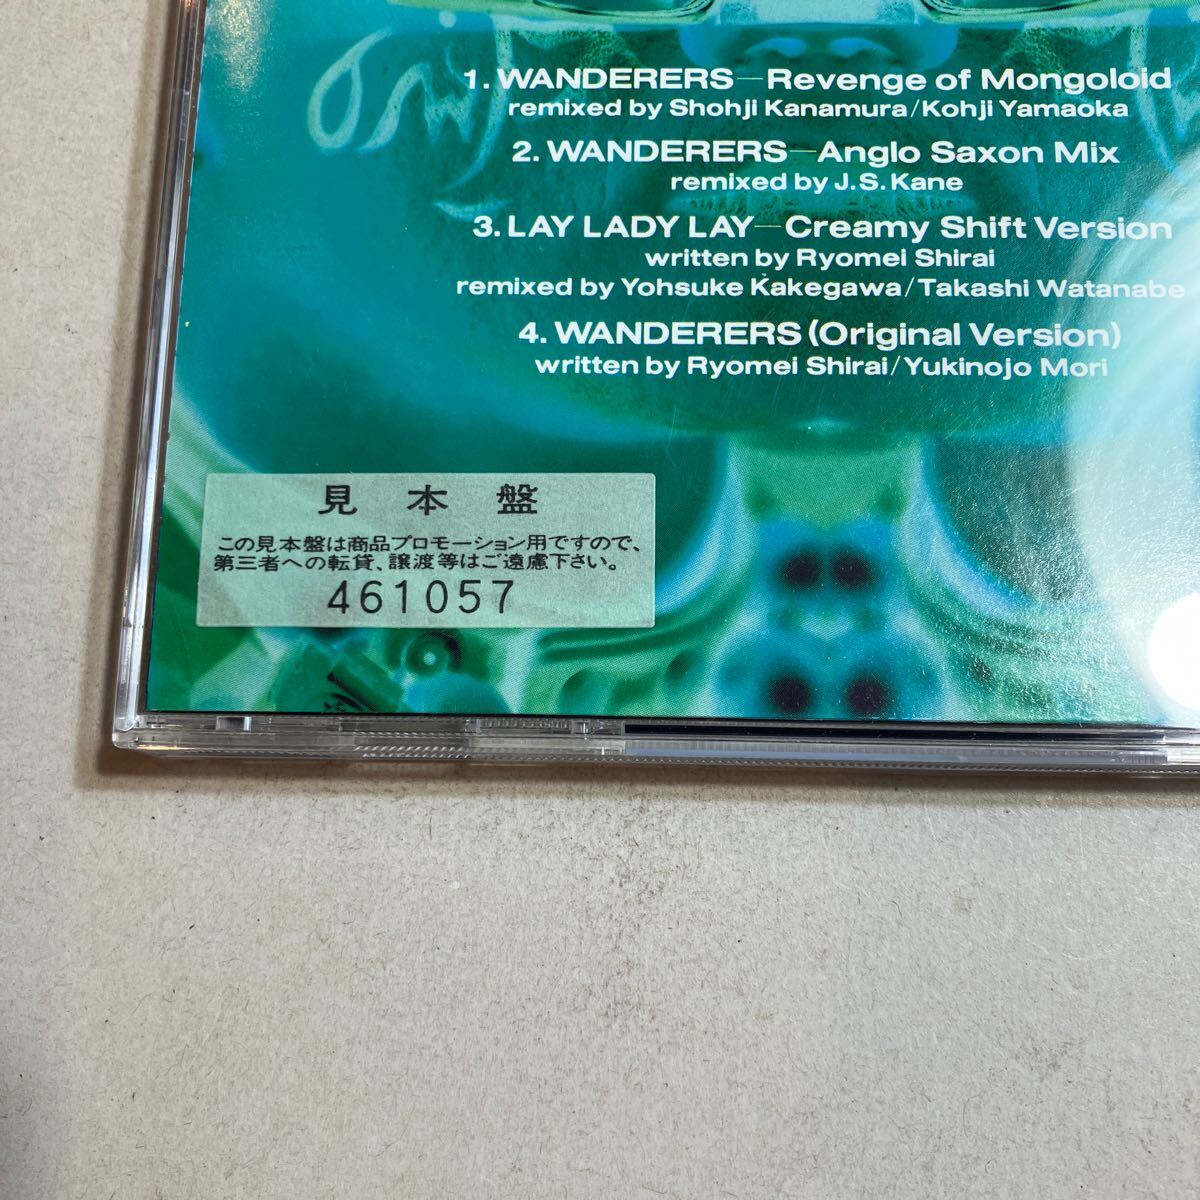 1. WANDERERS—Revenge of Mongoloid
remixed by Shohji Kanamura/Kohji Yamaoka
2. WANDERERS—Anglo Saxon Mix
remixed by J.S. Kane
3. LAY LADY LAY—Creamy Shift Version
written by Ryomei Shirai
remixed by Yohsuke Kakegawa/Takashi Watanabe
4. WANDERERS (Original Version)
written by Ryomei Shirai/Yukinojo Mori
見本盤
この見本盤は商品プロモーション用ですので、
第三者への転貸、譲渡等はご遠慮下さい。
461057